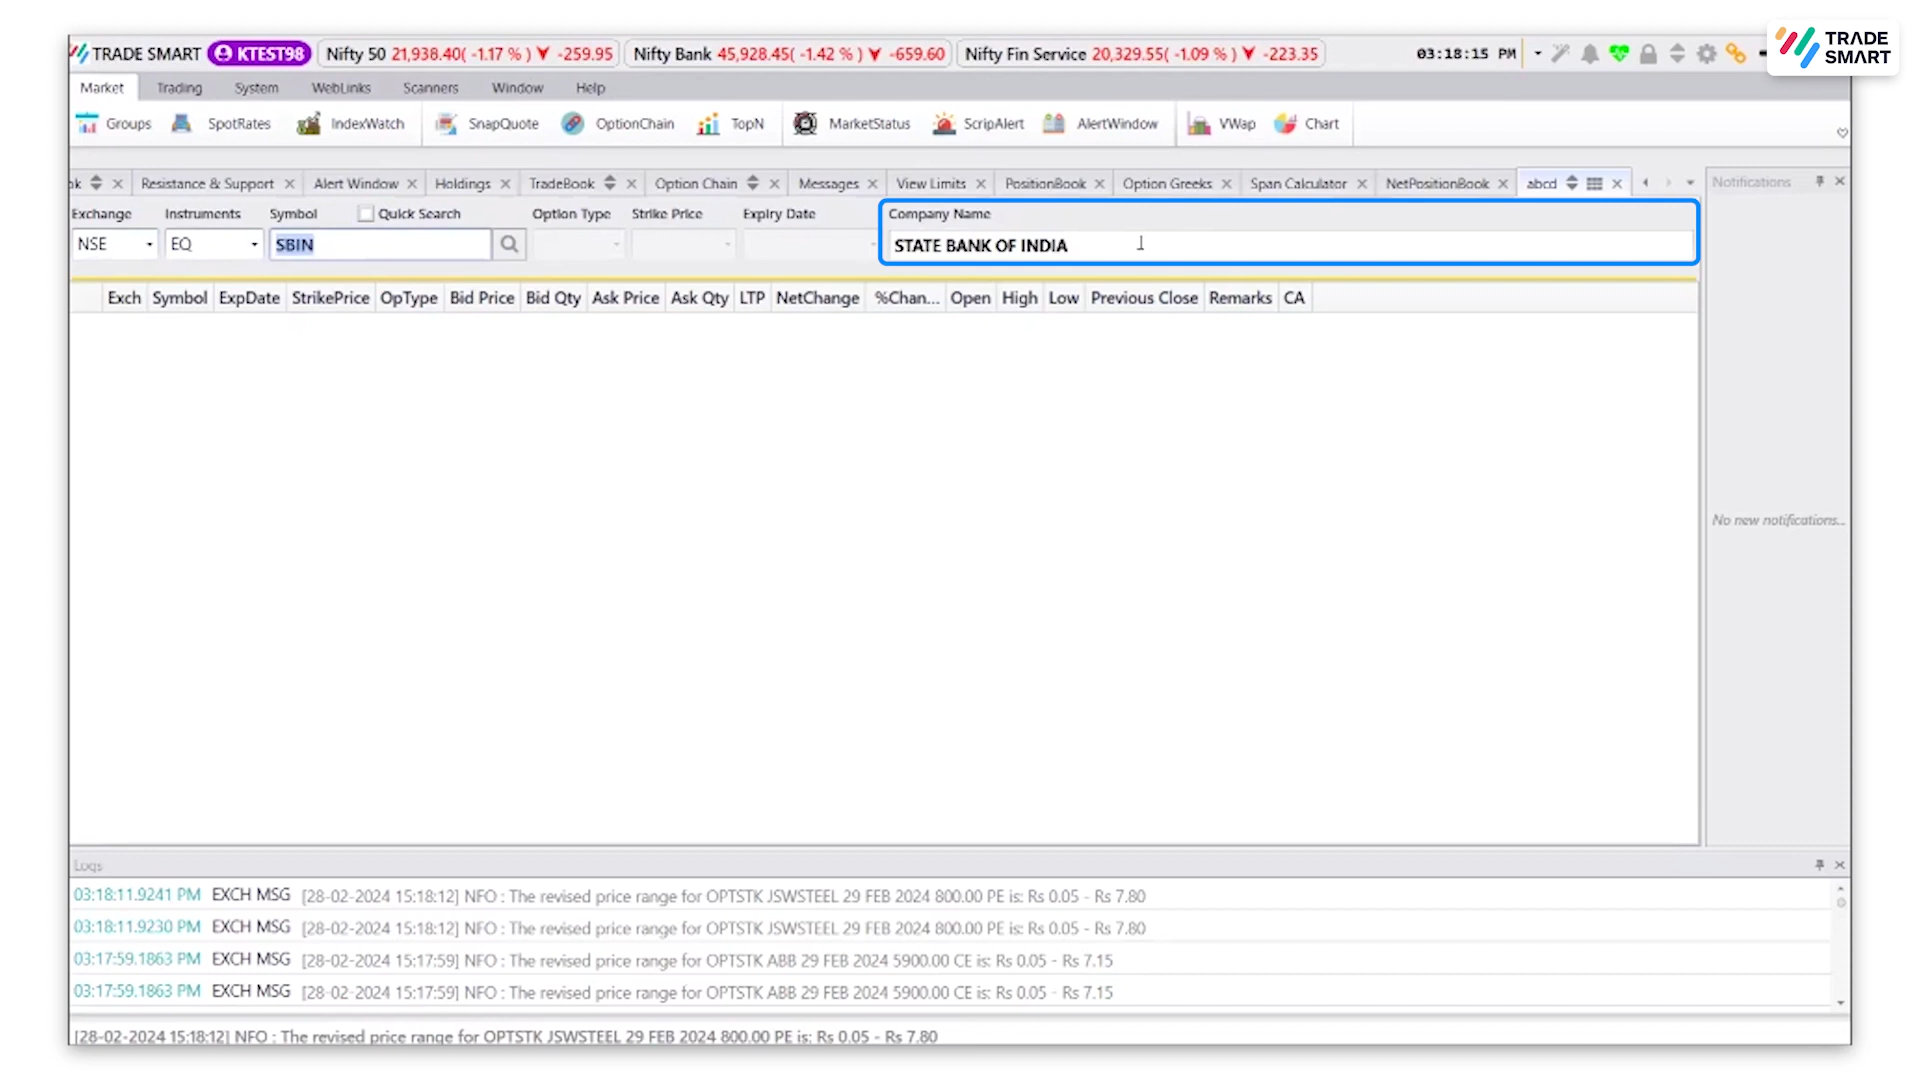 TRADE SMART KTEST98 Nifty 50 21,938.40( -1.17 % ) -259.95 Nifty Bank 45,928.45( -1.42 % ) -659.60 Nifty Fin Service 20,329.55( -1.09 % ) -223.35 03:18:15 PM
TRADE
SMART
Market Trading System WebLinks Scanners Window Help
Groups SpotRates IndexWatch SnapQuote OptionChain TopN MarketStatus ScripAlert AlertWindow VWap Chart
ok Resistance & Support Alert Window Holdings TradeBook Option Chain Messages View Limits PositionBook Option Greeks Span Calculator NetPositionBook abcd Notifications
Exchange Instruments Symbol Quick Search Option Type Strike Price Expiry Date Company Name
NSE EQ SBIN STATE BANK OF INDIA
Exch Symbol ExpDate StrikePrice OpType Bid Price Bid Qty Ask Price Ask Qty LTP NetChange %Chan... Open High Low Previous Close Remarks CA
No new notifications...
Logs
03:18:11.9241 PM EXCH MSG [28-02-2024 15:18:12] NFO : The revised price range for OPTSTK JSWSTEEL 29 FEB 2024 800.00 PE is: Rs 0.05 - Rs 7.80
03:18:11.9230 PM EXCH MSG [28-02-2024 15:18:12] NFO : The revised price range for OPTSTK JSWSTEEL 29 FEB 2024 800.00 PE is: Rs 0.05 - Rs 7.80
03:17:59.1863 PM EXCH MSG [28-02-2024 15:17:59] NFO : The revised price range for OPTSTK ABB 29 FEB 2024 5900.00 CE is: Rs 0.05 - Rs 7.15
03:17:59.1863 PM EXCH MSG [28-02-2024 15:17:59] NFO : The revised price range for OPTSTK ABB 29 FEB 2024 5900.00 CE is: Rs 0.05 - Rs 7.15
[28-02-2024 15:18:12] NFO : The revised price range for OPTSTK JSWSTEEL 29 FEB 2024 800.00 PE is: Rs 0.05 - Rs 7.80